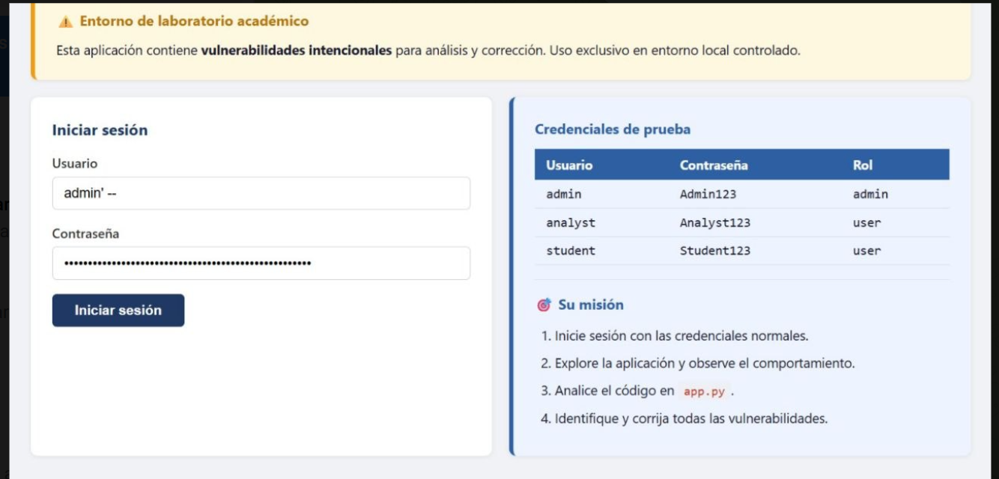 ⚠ Entorno de laboratorio académico
Esta aplicación contiene vulnerabilidades intencionales para análisis y corrección. Uso exclusivo en entorno local controlado.
Iniciar sesión
Usuario
admin' --
Contraseña
••••••••••••••••••••••••••••••••••••••••••••••••••••
Iniciar sesión
Credenciales de prueba
Usuario Contraseña Rol
admin Admin123 admin
analyst Analyst123 user
student Student123 user
🎯 Su misión
1. Inicie sesión con las credenciales normales.
2. Explore la aplicación y observe el comportamiento.
3. Analice el código en app.py .
4. Identifique y corrija todas las vulnerabilidades.